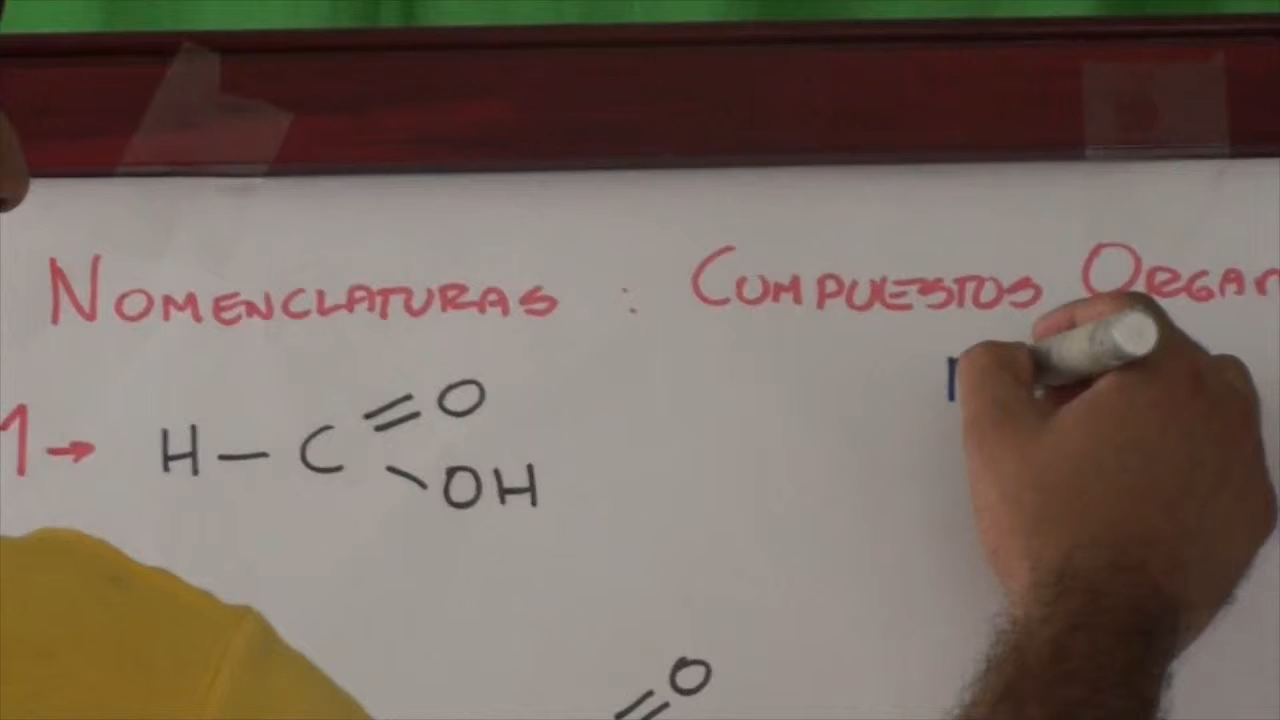 NOMENCLATURAS : COMPUESTOS ORGAN
=O
1→ H—C
\OH
=O